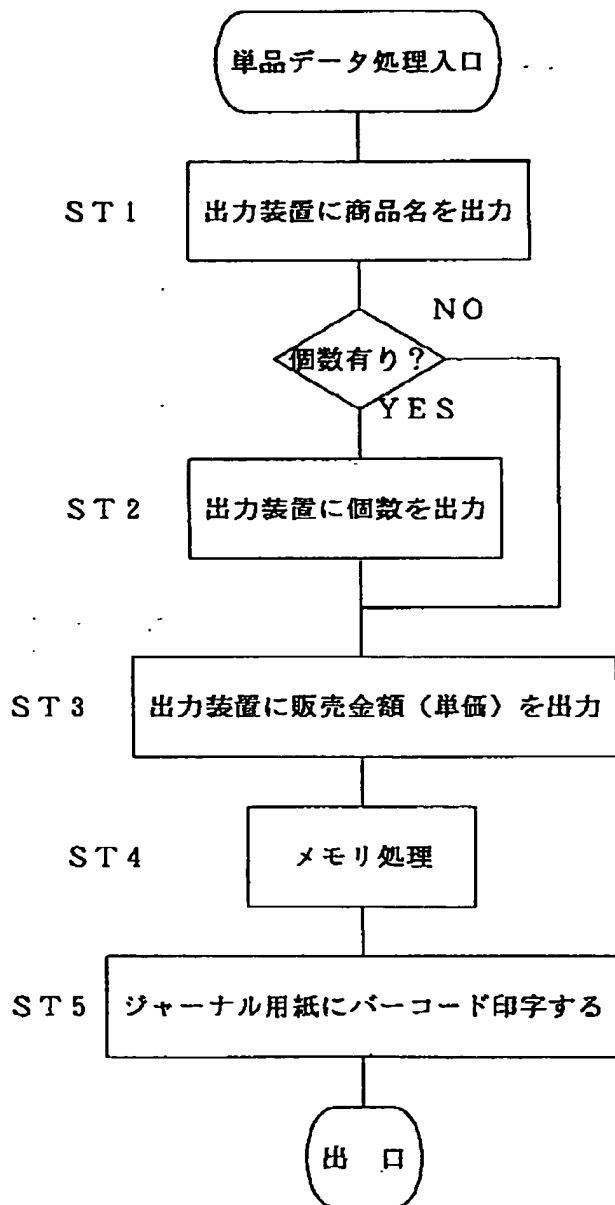 単品データ処理入口
ST1 出力装置に商品名を出力
NO
個数有り?
YES
ST2 出力装置に個数を出力
ST3 出力装置に販売金額(単価)を出力
ST4 メモリ処理
ST5 ジャーナル用紙にバーコード印字する
出 口